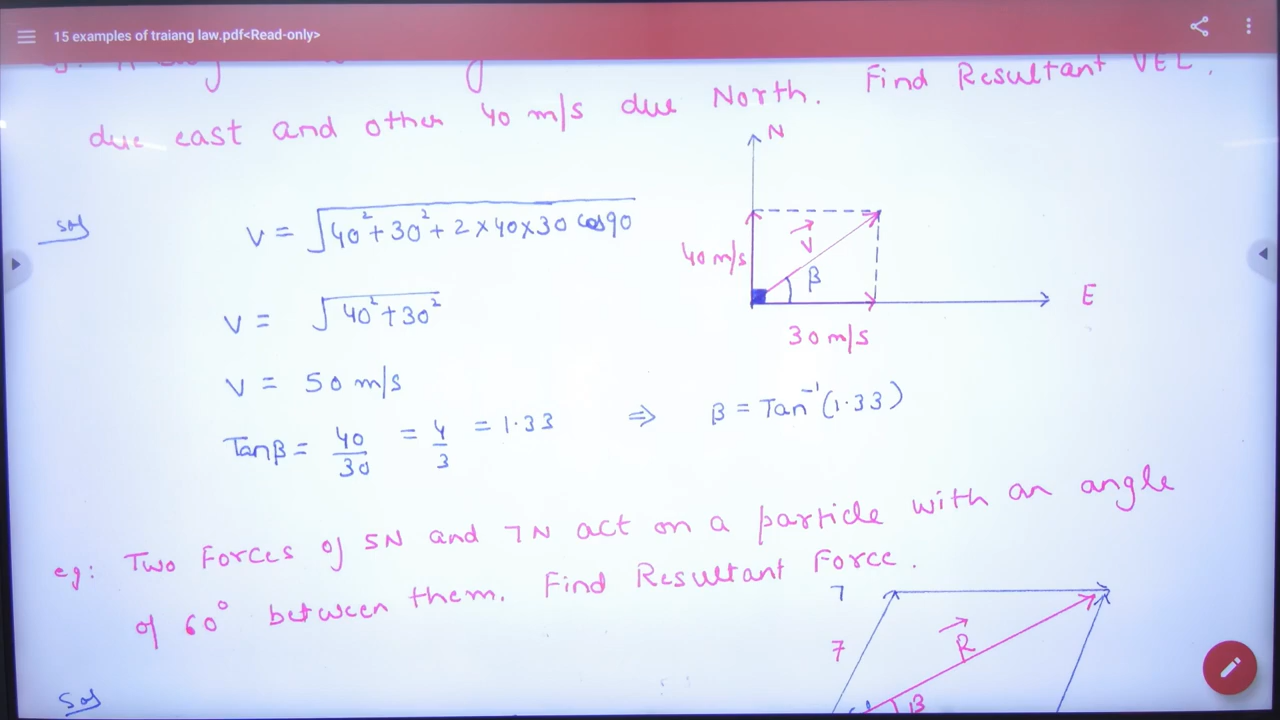 15 examples of traiang law.pdf<Read-only>
due east and other 40 m/s due North. Find Resultant VEL.
N
Sol
V = √40²+30²+2×40×30 cos90
40 m/s
V
β
E
30 m/s
V = √40²+30²
V = 50 m/s
β = Tan⁻¹(1.33)
Tanβ = 40/30 = 4/3 = 1.33 ⇒
eg: Two Forces of 5N and 7N act on a particle with an angle
of 60° between them. Find Resultant Force.
7
R
7
Sol
β